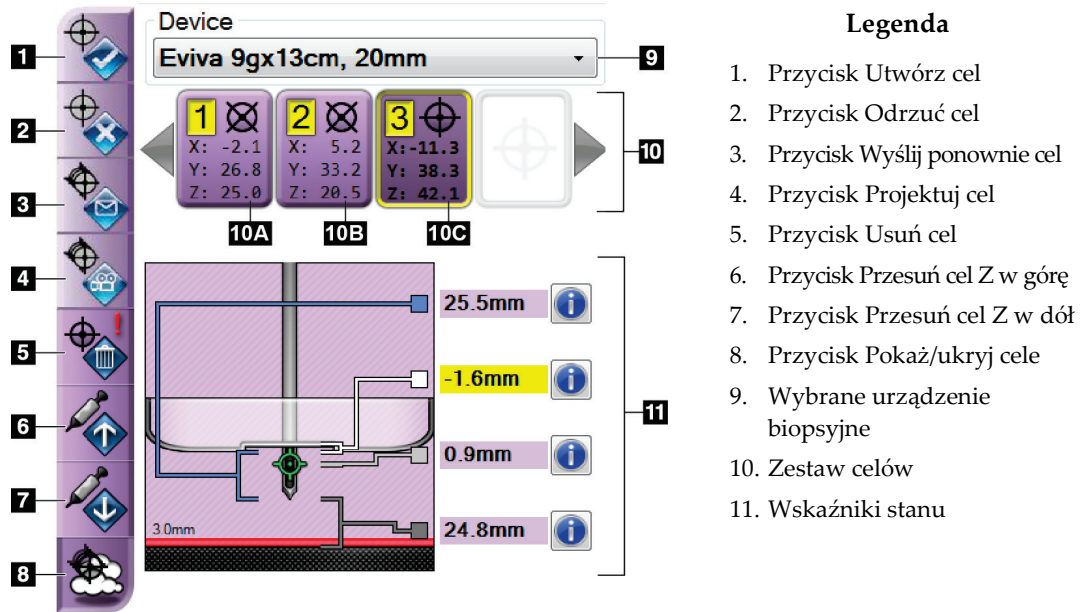 Device
Eviva 9gx13cm, 20mm
1
2
3
4
5
6
7
8
9
10
11
1
X: -2.1
Y: 26.8
Z: 25.0
2
X: 5.2
Y: 33.2
Z: 20.5
3
X:-11.3
Y: 38.3
Z: 42.1
10A
10B
10C
25.5mm
-1.6mm
0.9mm
24.8mm
3.0mm
!
Legenda
1. Przycisk Utwórz cel
2. Przycisk Odrzuć cel
3. Przycisk Wyślij ponownie cel
4. Przycisk Projektuj cel
5. Przycisk Usuń cel
6. Przycisk Przesuń cel Z w górę
7. Przycisk Przesuń cel Z w dół
8. Przycisk Pokaż/ukryj cele
9. Wybrane urządzenie
biopsyjne
10. Zestaw celów
11. Wskaźniki stanu